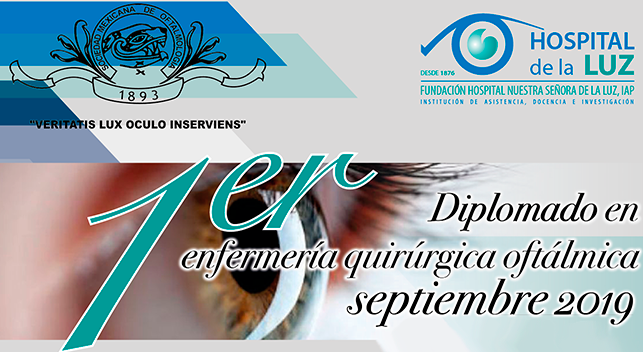 SOCIEDAD MEXICANA DE OFTALMOLOGIA
1893
"VERITATIS LUX OCULO INSERVIENS"
HOSPITAL
de la LUZ
DESDE 1876
FUNDACIÓN HOSPITAL NUESTRA SEÑORA DE LA LUZ, IAP
INSTITUCIÓN DE ASISTENCIA, DOCENCIA E INVESTIGACIÓN
1er
Diplomado en
enfermería quirúrgica oftálmica
septiembre 2019